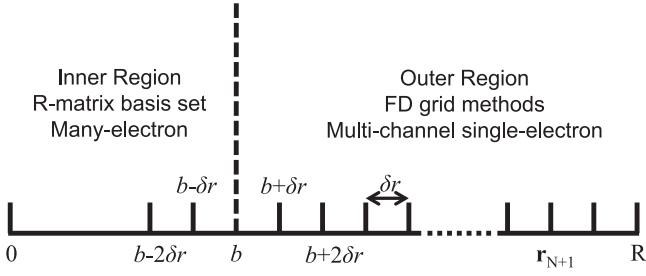 Inner Region
R-matrix basis set
Many-electron
Outer Region
FD grid methods
Multi-channel single-electron
b-δr
b+δr
δr
0
b-2δr
b
b+2δr
r_{N+1}
R